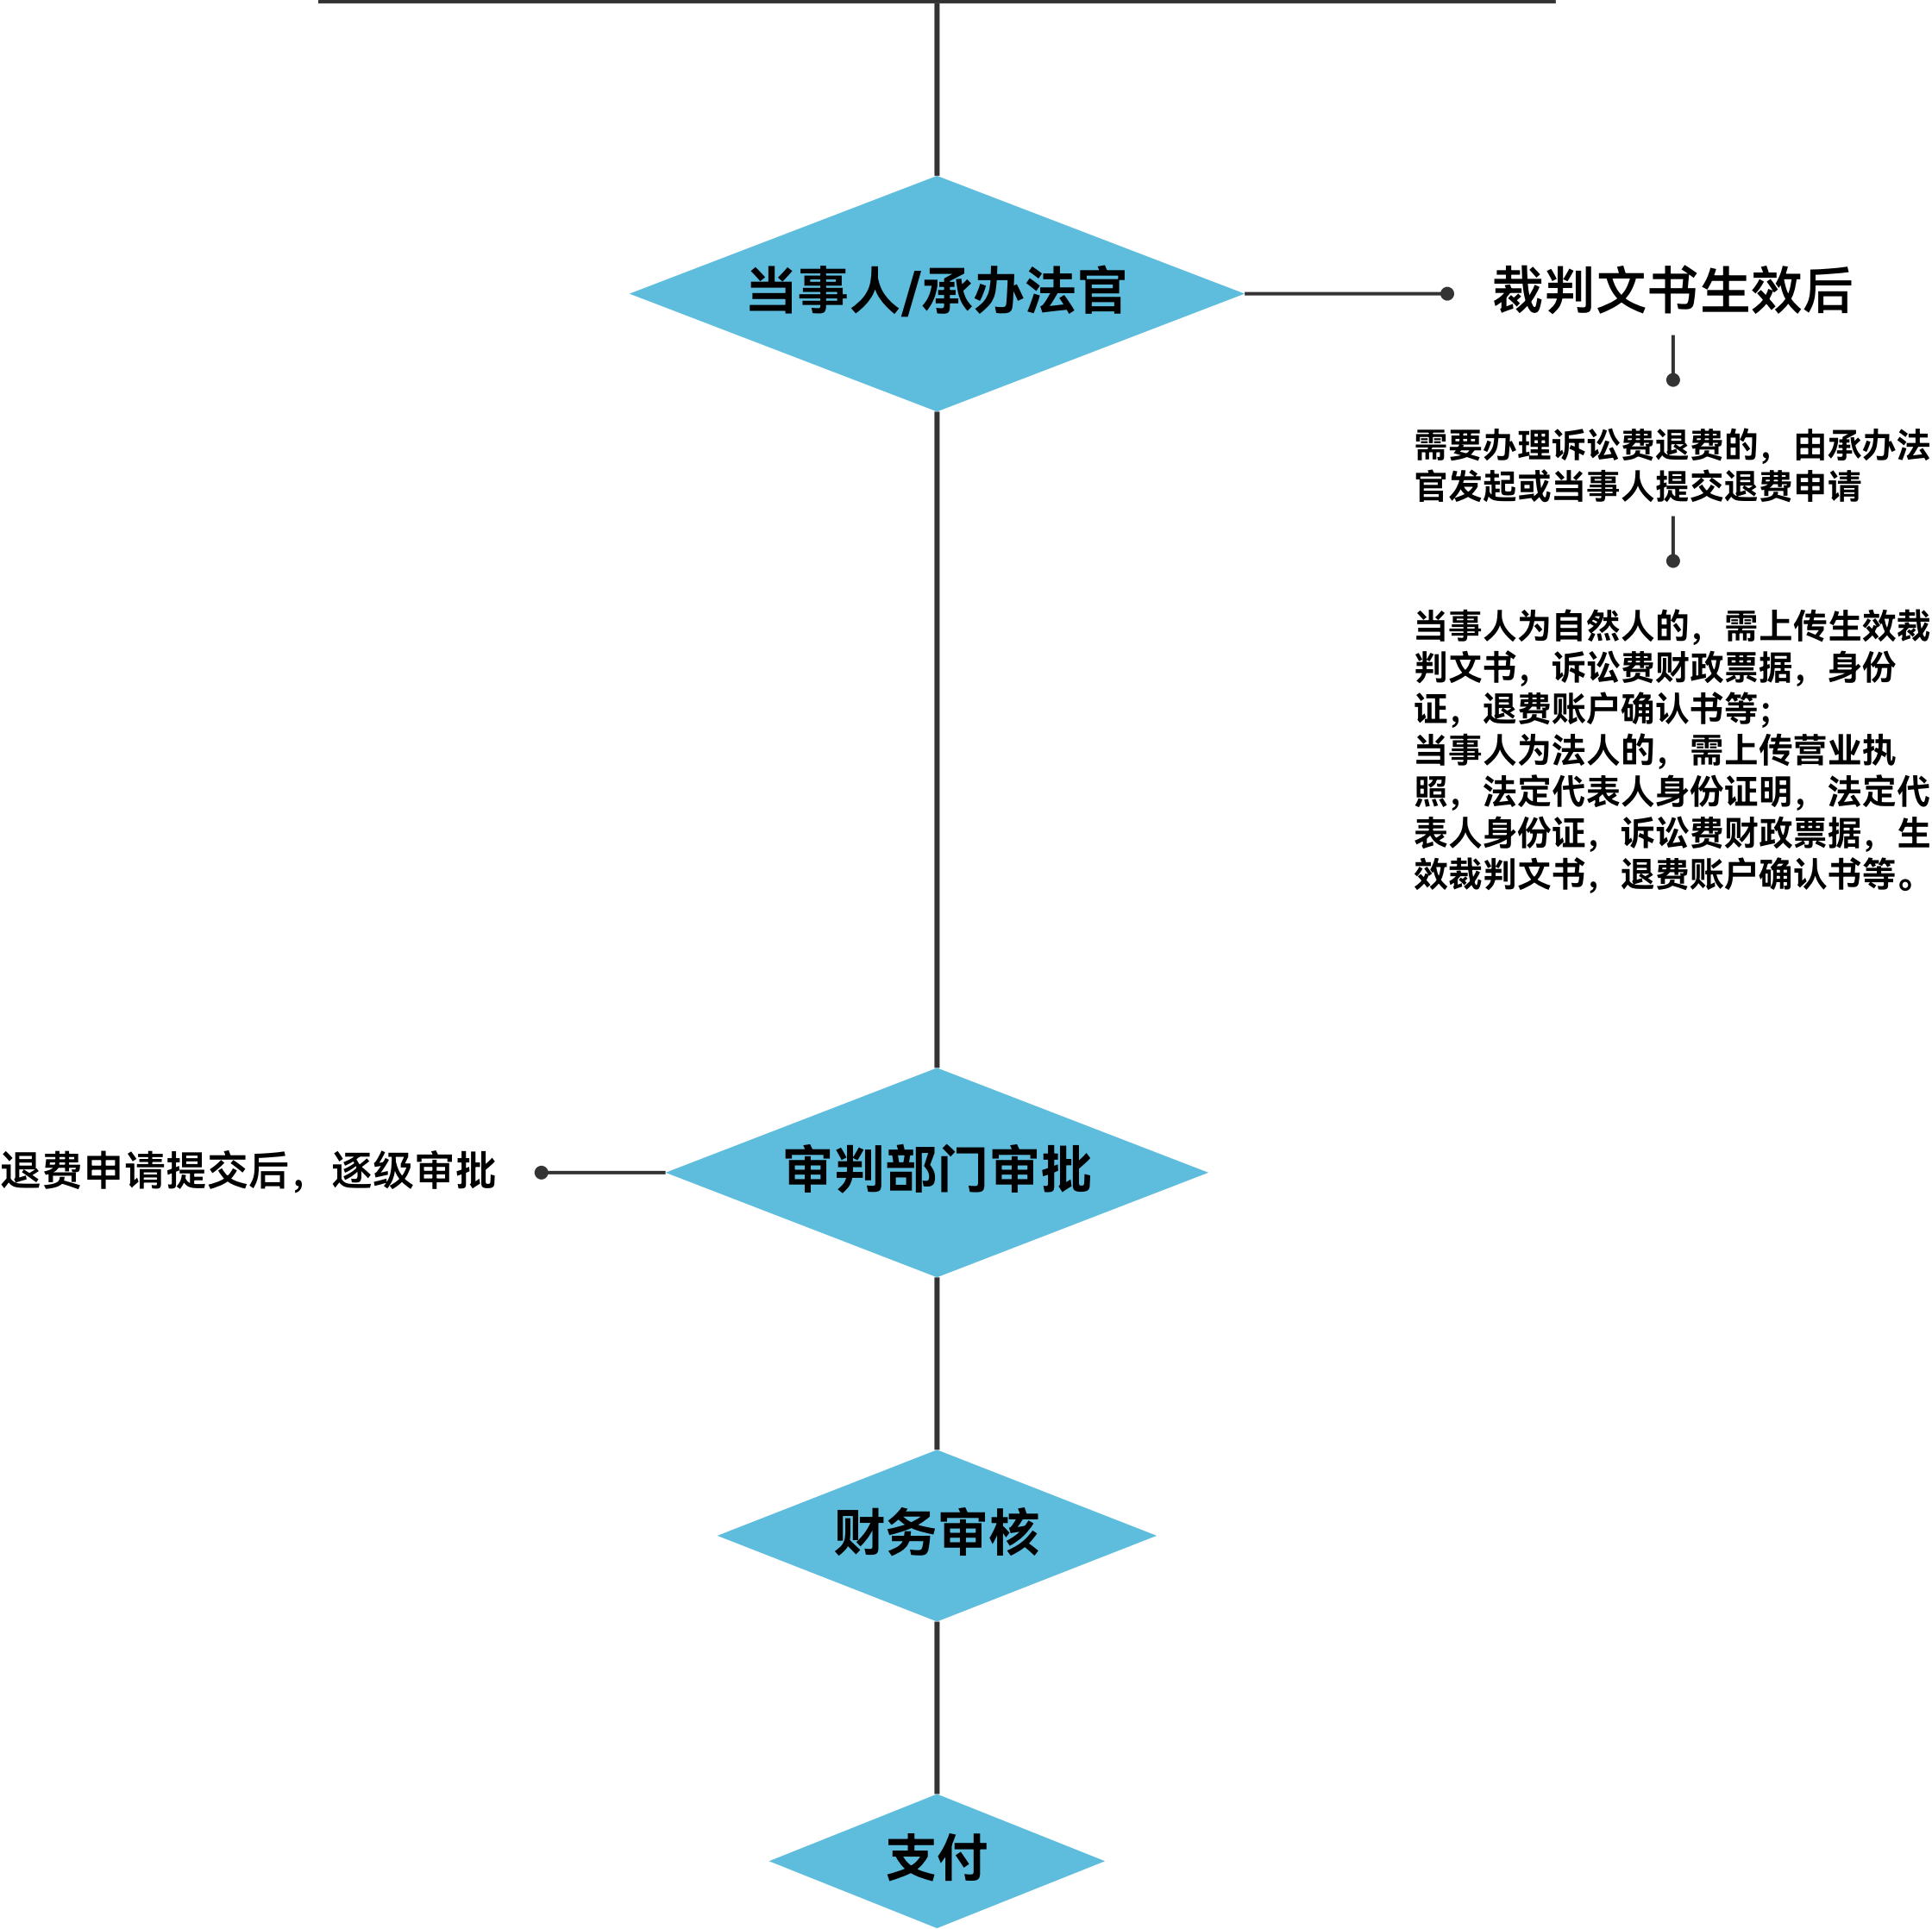 当事人/承办法官
裁判文书生效后
需要办理诉讼费退费的，由承办法
官发起或当事人提交退费申请
当事人为自然人的，需上传生效裁
判文书，诉讼费财政票据，身份
证，退费账户确认书等；
当事人为法人的，需上传营业执
照，法定代表人身份证明，法定代
表人身份证，诉讼费财政票据，生
效裁判文书，退费账户确认书等。
退费申请提交后，逐级审批
审判部门审批
财务审核
支付